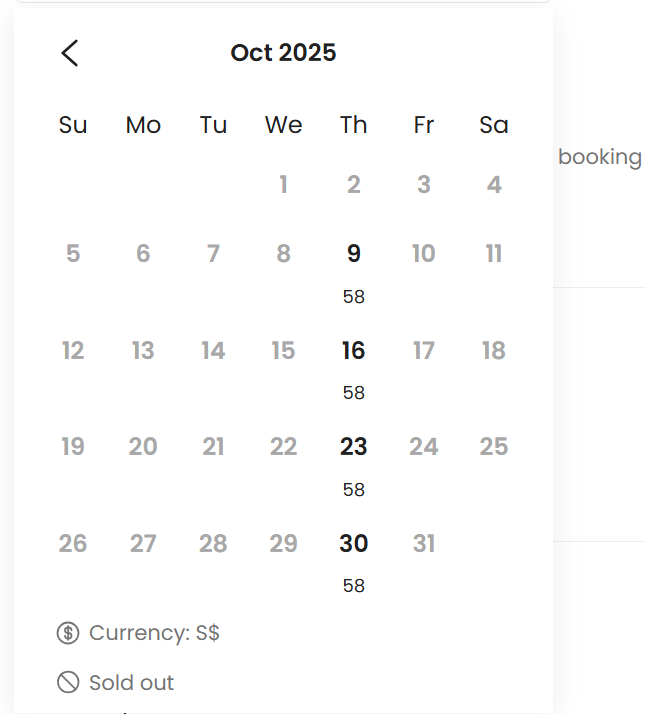 Oct 2025
Su Mo Tu We Th Fr Sa
booking
1 2 3 4
5 6 7 8 9 10 11
58
12 13 14 15 16 17 18
58
19 20 21 22 23 24 25
58
26 27 28 29 30 31
58
Currency: S$
Sold out